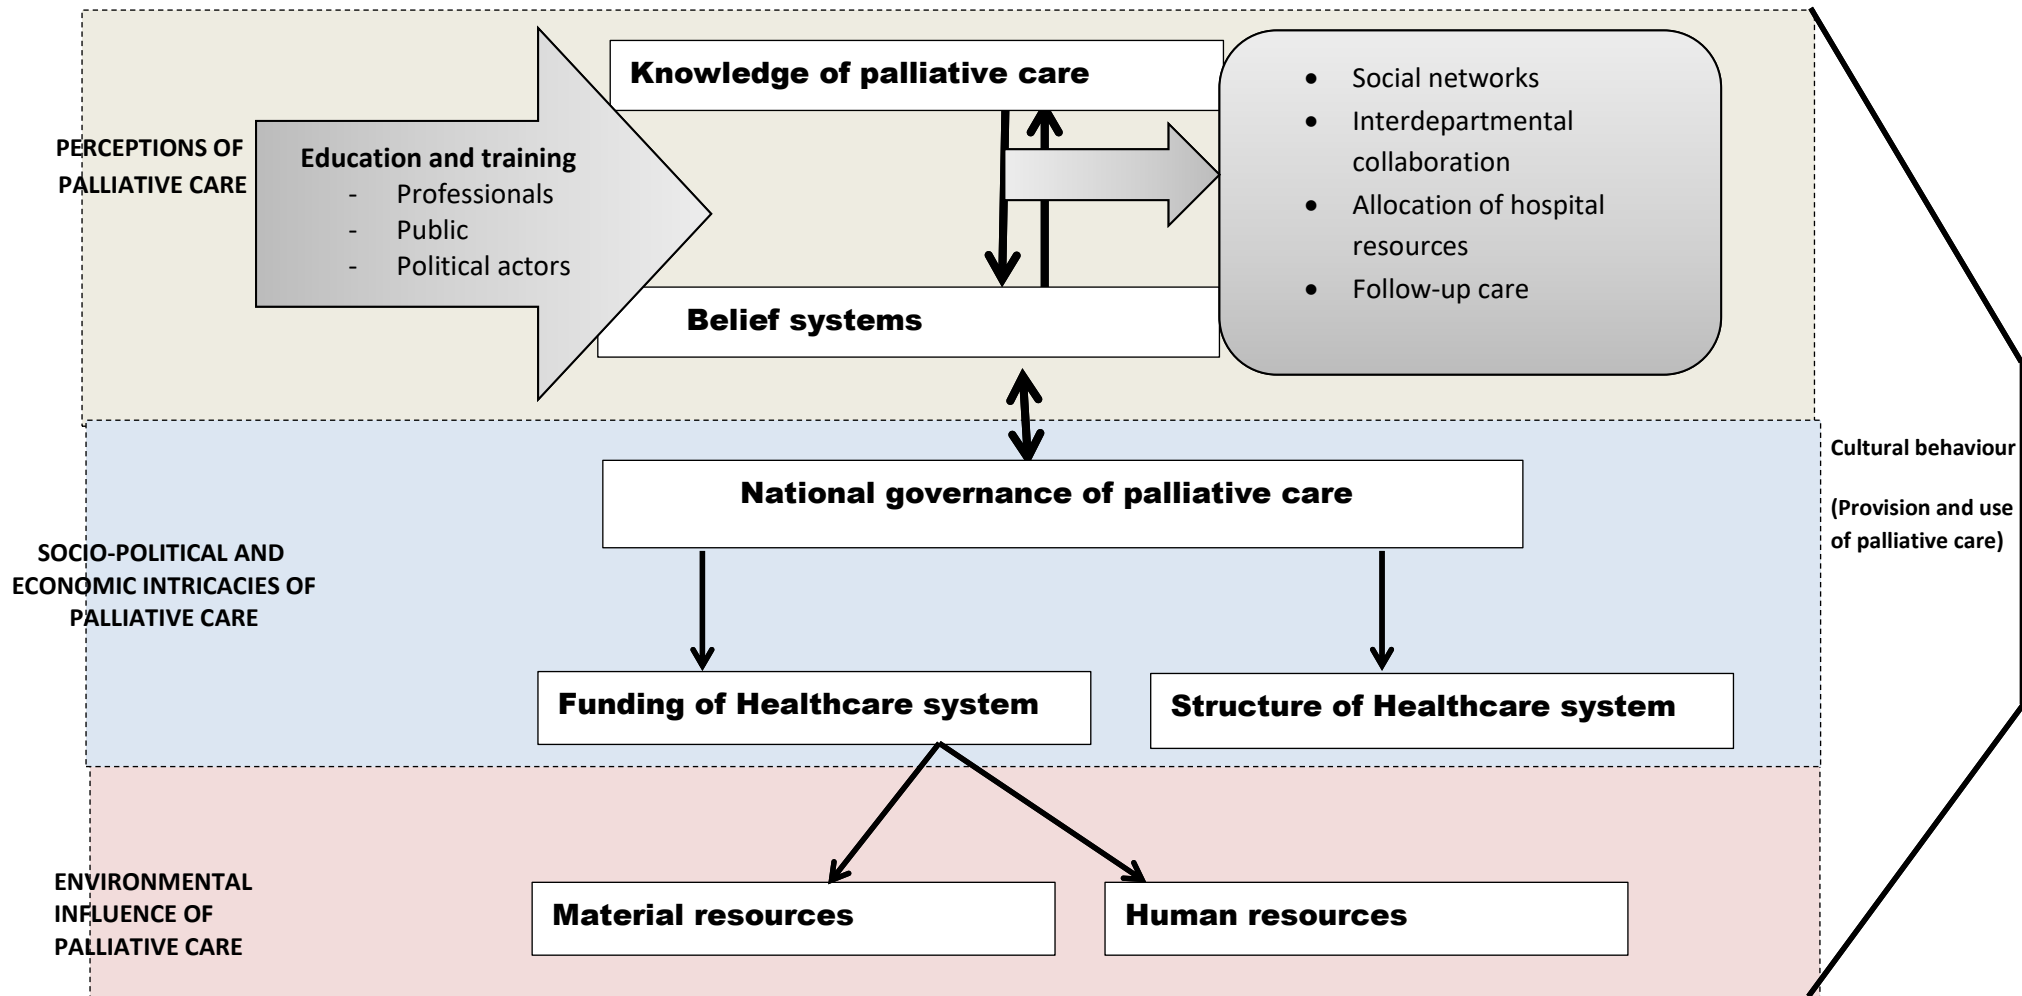 PERCEPTIONS OF
PALLIATIVE CARE
Education and training
- Professionals
- Public
- Political actors
Knowledge of palliative care
Belief systems
• Social networks
• Interdepartmental
collaboration
• Allocation of hospital
resources
• Follow-up care
SOCIO-POLITICAL AND
ECONOMIC INTRICACIES OF
PALLIATIVE CARE
National governance of palliative care
Funding of Healthcare system
Structure of Healthcare system
ENVIRONMENTAL
INFLUENCE OF
PALLIATIVE CARE
Material resources
Human resources
Cultural behaviour
(Provision and use
of palliative care)